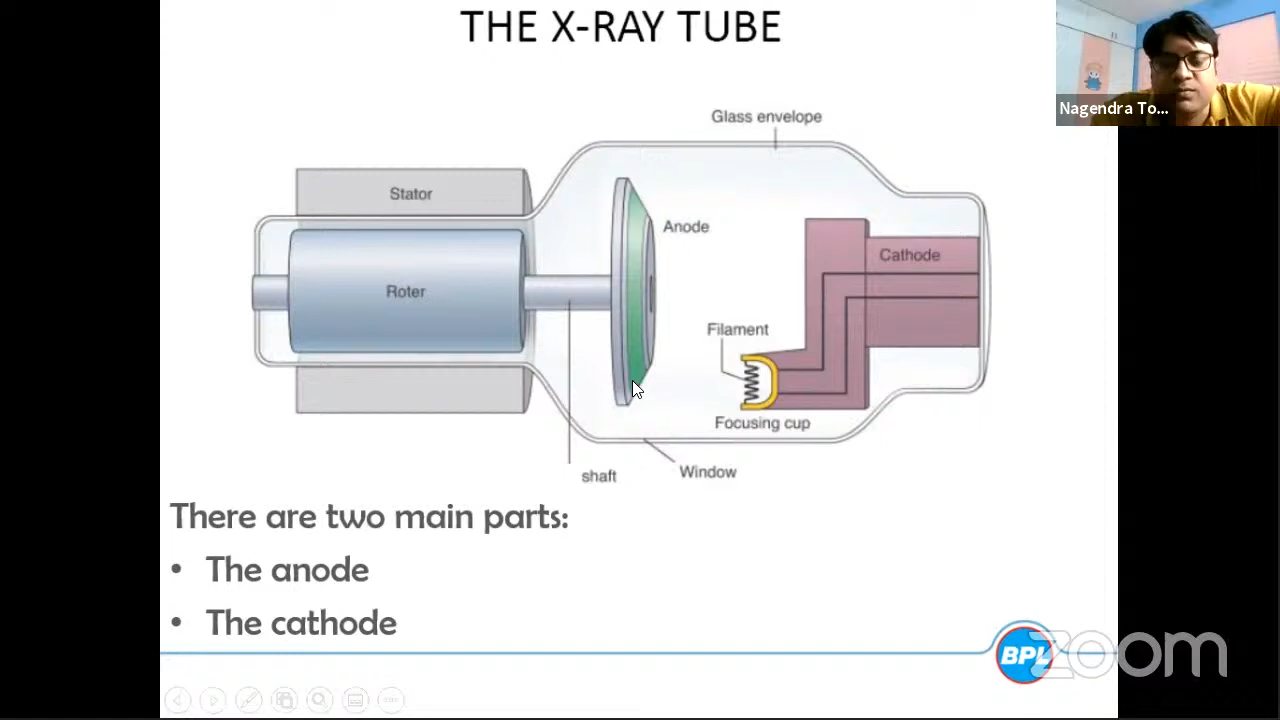 THE X-RAY TUBE
Nagendra To...
Glass envelope
Stator
Anode
Cathode
Roter
Filament
Focusing cup
shaft
Window
There are two main parts:
• The anode
• The cathode
BPL
zoom